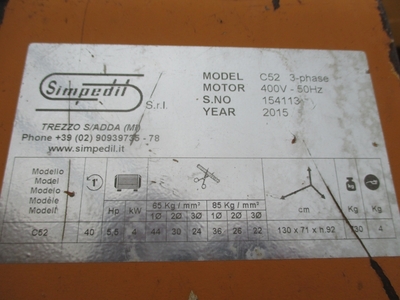 Simpedil
S.r.l.
TREZZO S/ADDA (MI)
Phone +39 (02) 90939735 - 78
www.simpedil.it
MODEL C52 3-phase
MOTOR 400V - 50Hz
S.NO 154113
YEAR 2015
Modello
Model
Modelo
Modèle
Modell
Hp kW
65 Kg / mm² 85 Kg / mm²
1Ø 2Ø 3Ø 1Ø 2Ø 3Ø
cm Kg Kg
C52 40 5,5 4 44 30 24 36 26 22 130 x 71 x h.92 4